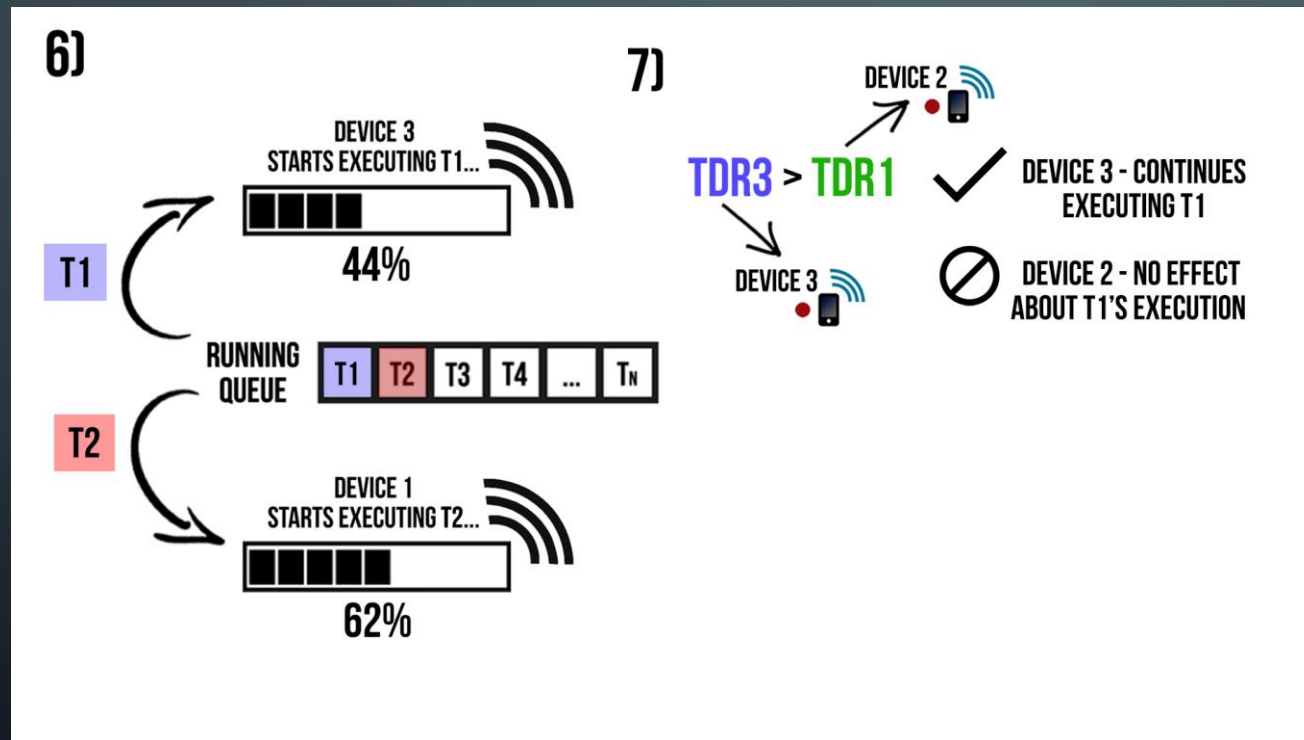 6)
DEVICE 3
STARTS EXECUTING T1...
44%
T1
RUNNING
QUEUE
T1 T2 T3 T4 ... TN
T2
DEVICE 1
STARTS EXECUTING T2...
62%
7)
DEVICE 2
TDR3 > TDR1
DEVICE 3
DEVICE 3 - CONTINUES
EXECUTING T1
DEVICE 2 - NO EFFECT
ABOUT T1'S EXECUTION